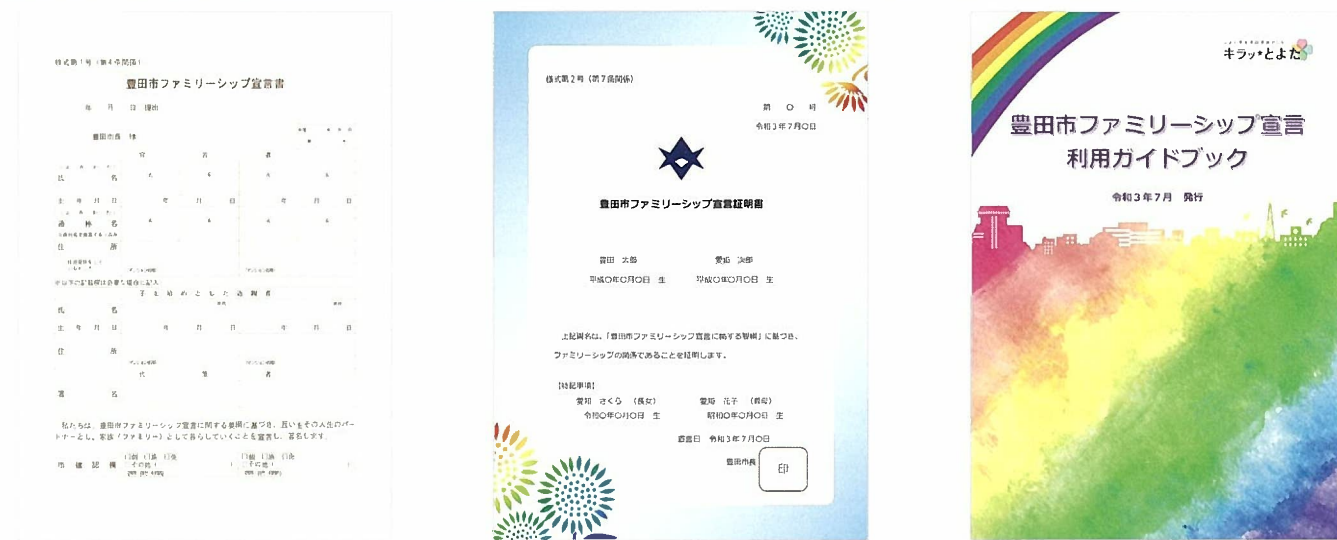 様式第1号(第4条関係)
豊田市ファミリーシップ宣言書
年 月 日 提出
豊田市長 様
宣 言 者
氏 名
生 年 月 日 年 月 日 年 月 日
通 称 名
住 所
子 を 始 め と し た 近 親 者
氏 名
生 年 月 日 年 月 日 年 月 日
住 所
代 筆 者
署 名
私たちは、豊田市ファミリーシップ宣言に関する要綱に基づき、互いをその人生のパー
トナーとし、家族(ファミリー)として暮らしていくことを宣言し、署名します。
市 確 認 欄
その他(
様式第2号(第7条関係)
第 〇 号
令和3年7月〇日
豊田市ファミリーシップ宣言証明書
豊田 太郎 愛知 次郎
平成〇年〇月〇日 生 平成〇年〇月〇日 生
上記両名は、「豊田市ファミリーシップ宣言に関する要綱」に基づき、
ファミリーシップの関係であることを証明します。
【特記事項】
愛知 さくら (長女) 愛知 花子 (義母)
令和〇年〇月〇日 生 昭和〇年〇月〇日 生
宣言日 令和3年7月〇日
豊田市長
印
キラッ★とよた
豊田市ファミリーシップ宣言
利用ガイドブック
令和3年7月 発行